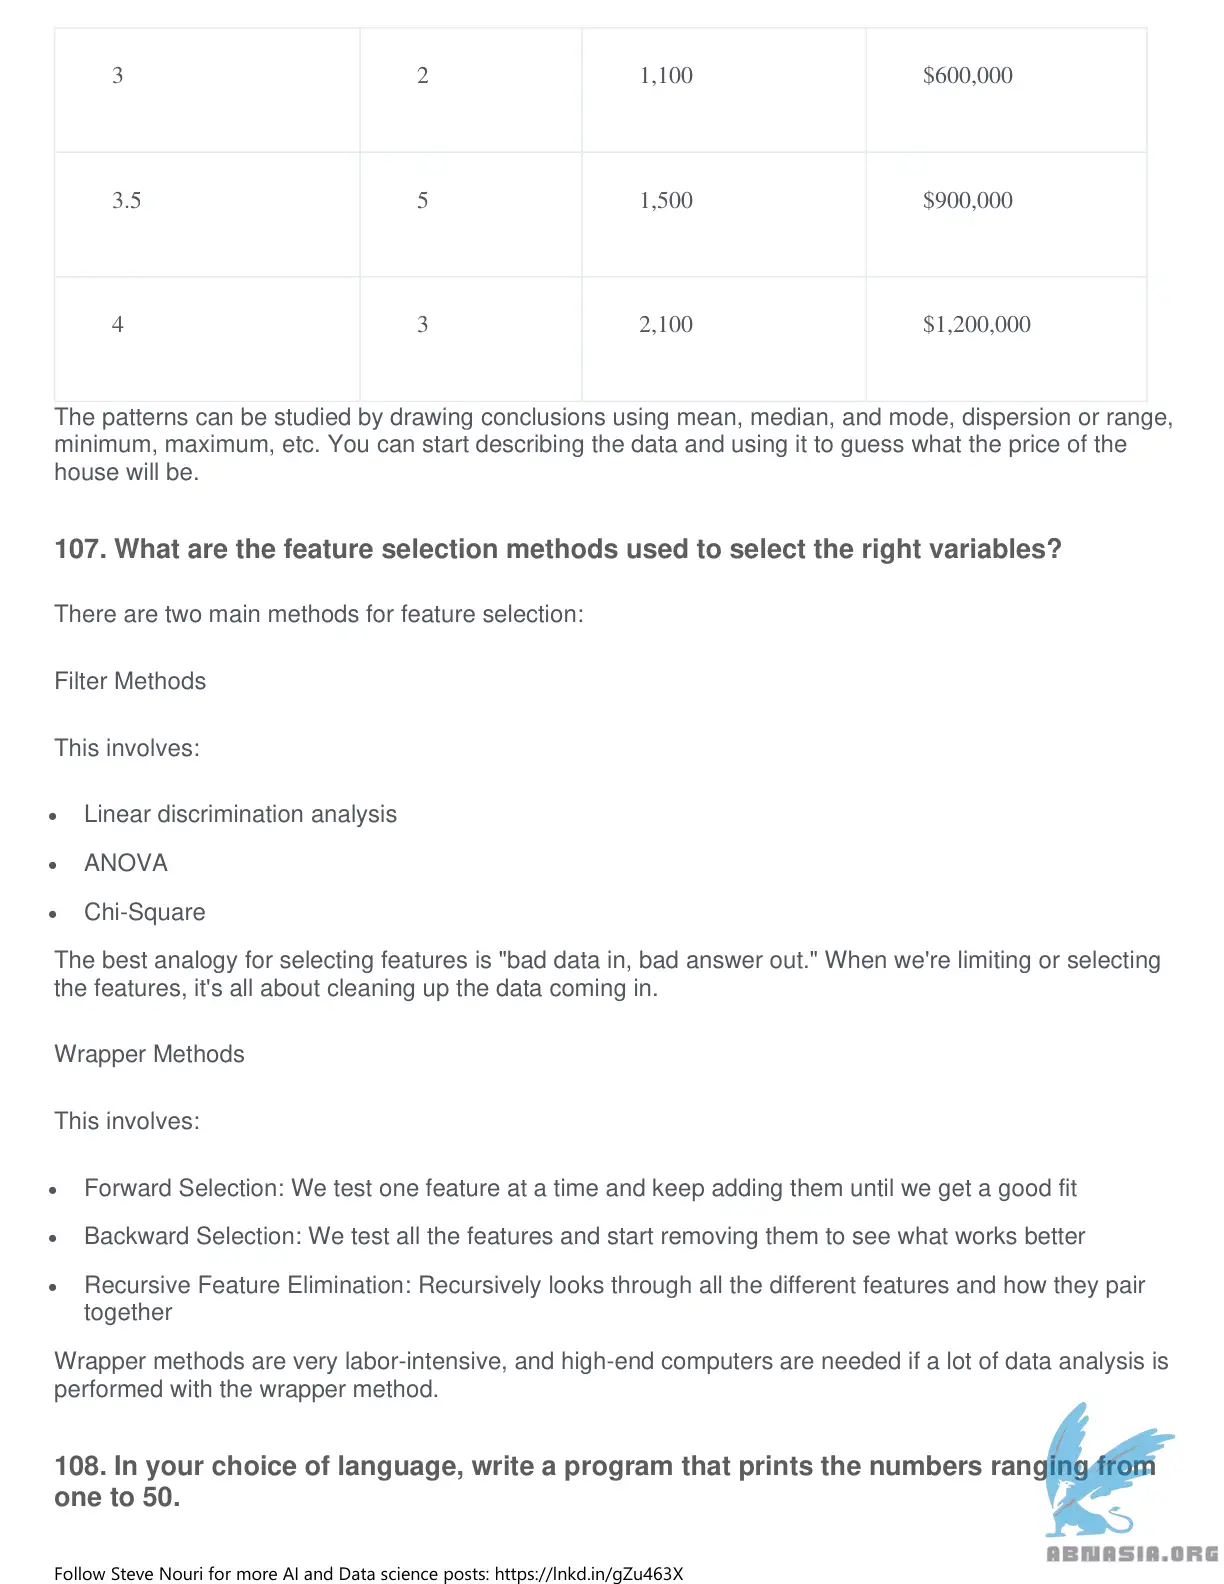 3 2 1,100 $600,000
3.5 5 1,500 $900,000
4 3 2,100 $1,200,000
The patterns can be studied by drawing conclusions using mean, median, and mode, dispersion or range,
minimum, maximum, etc. You can start describing the data and using it to guess what the price of the
house will be.
107. What are the feature selection methods used to select the right variables?
There are two main methods for feature selection:
Filter Methods
This involves:
• Linear discrimination analysis
• ANOVA
• Chi-Square
The best analogy for selecting features is "bad data in, bad answer out." When we're limiting or selecting
the features, it's all about cleaning up the data coming in.
Wrapper Methods
This involves:
• Forward Selection: We test one feature at a time and keep adding them until we get a good fit
• Backward Selection: We test all the features and start removing them to see what works better
• Recursive Feature Elimination: Recursively looks through all the different features and how they pair
together
Wrapper methods are very labor-intensive, and high-end computers are needed if a lot of data analysis is
performed with the wrapper method.
108. In your choice of language, write a program that prints the numbers ranging from
one to 50.
ABNASIA.ORG
Follow Steve Nouri for more AI and Data science posts: https://lnkd.in/gZu463X